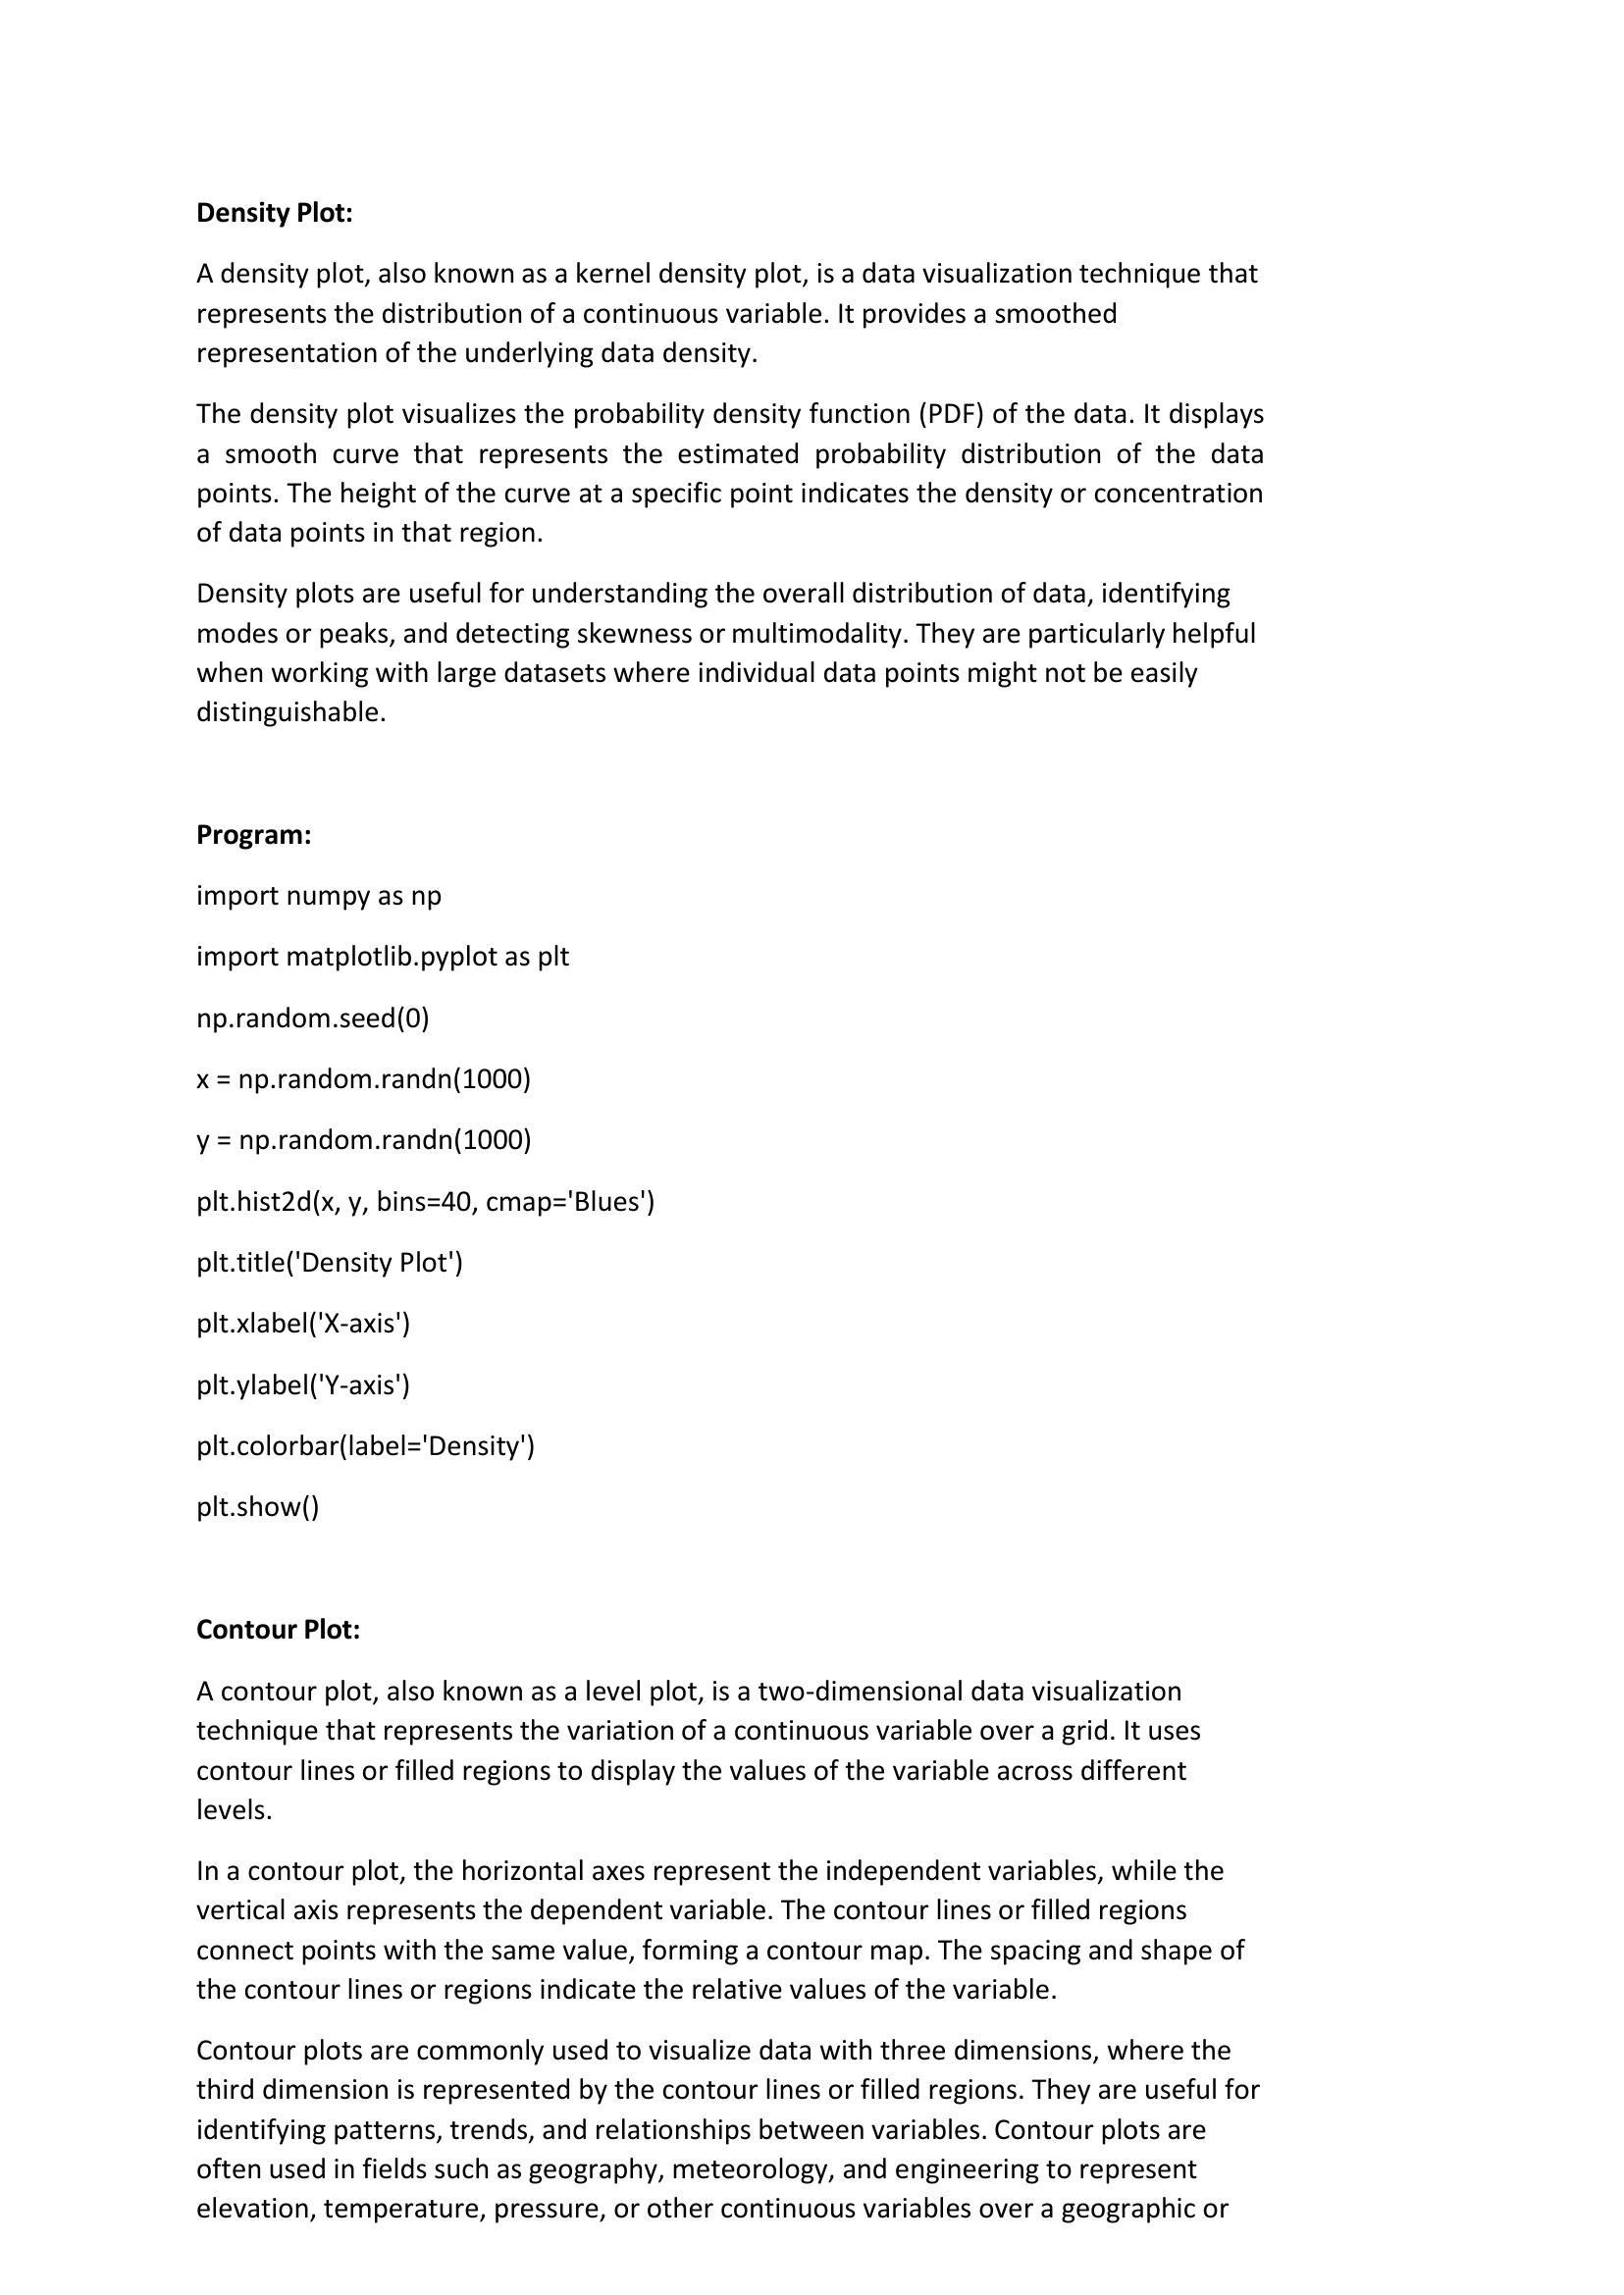 Density Plot:
A density plot, also known as a kernel density plot, is a data visualization technique that
represents the distribution of a continuous variable. It provides a smoothed
representation of the underlying data density.
The density plot visualizes the probability density function (PDF) of the data. It displays
a smooth curve that represents the estimated probability distribution of the data
points. The height of the curve at a specific point indicates the density or concentration
of data points in that region.
Density plots are useful for understanding the overall distribution of data, identifying
modes or peaks, and detecting skewness or multimodality. They are particularly helpful
when working with large datasets where individual data points might not be easily
distinguishable.
Program:
import numpy as np
import matplotlib.pyplot as plt
np.random.seed(0)
x = np.random.randn(1000)
y = np.random.randn(1000)
plt.hist2d(x, y, bins=40, cmap='Blues')
plt.title('Density Plot')
plt.xlabel('X-axis')
plt.ylabel('Y-axis')
plt.colorbar(label='Density')
plt.show()
Contour Plot:
A contour plot, also known as a level plot, is a two-dimensional data visualization
technique that represents the variation of a continuous variable over a grid. It uses
contour lines or filled regions to display the values of the variable across different
levels.
In a contour plot, the horizontal axes represent the independent variables, while the
vertical axis represents the dependent variable. The contour lines or filled regions
connect points with the same value, forming a contour map. The spacing and shape of
the contour lines or regions indicate the relative values of the variable.
Contour plots are commonly used to visualize data with three dimensions, where the
third dimension is represented by the contour lines or filled regions. They are useful for
identifying patterns, trends, and relationships between variables. Contour plots are
often used in fields such as geography, meteorology, and engineering to represent
elevation, temperature, pressure, or other continuous variables over a geographic or